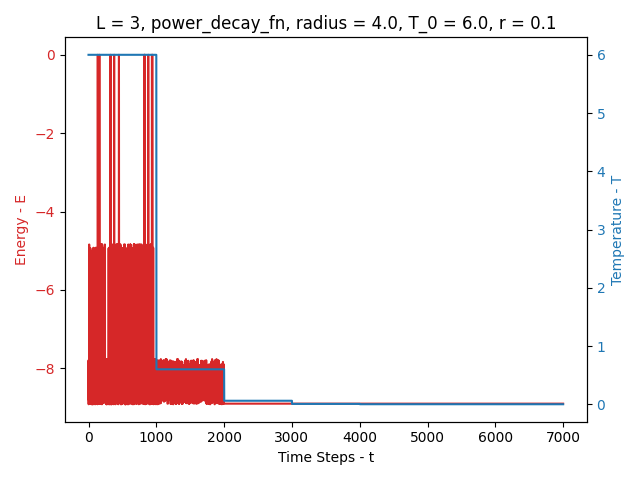 L = 3, power_decay_fn, radius = 4.0, T_0 = 6.0, r = 0.1
Energy - E
0
−2
−4
−6
−8
6
5
4
3
2
1
0
Temperature - T
0 1000 2000 3000 4000 5000 6000 7000
Time Steps - t